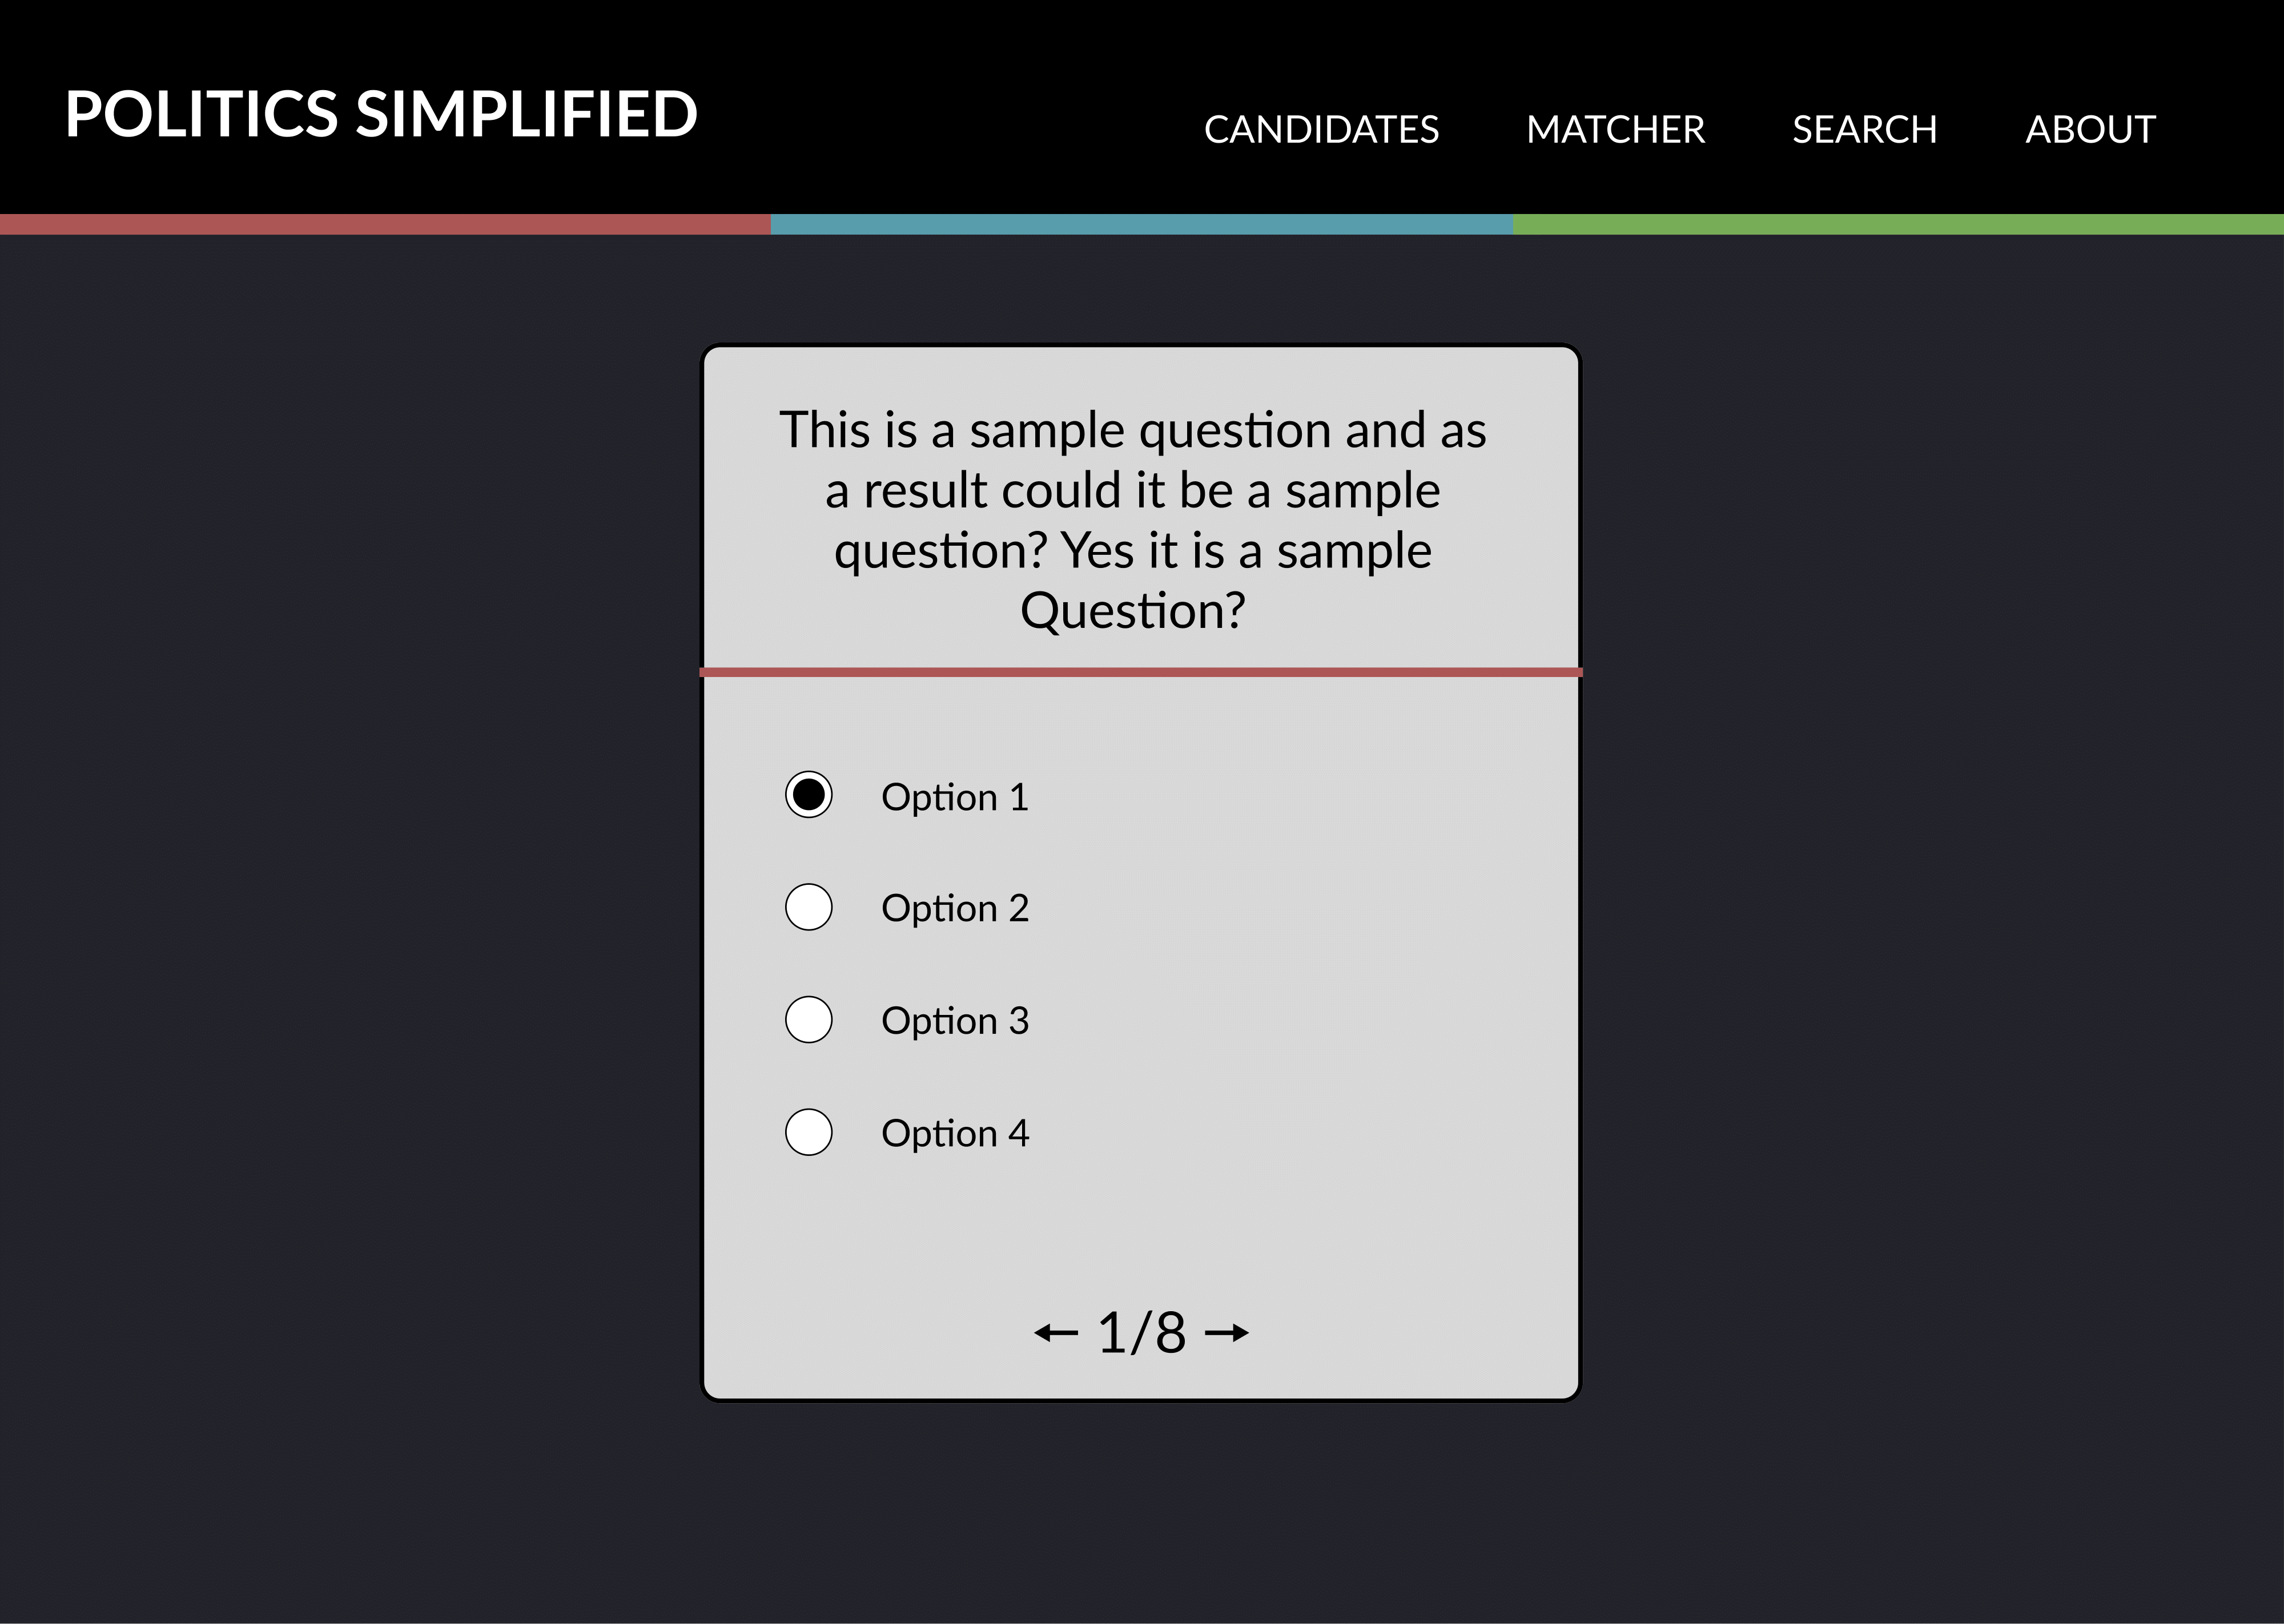 POLITICS SIMPLIFIED
CANDIDATES MATCHER SEARCH ABOUT
This is a sample question and as
a result could it be a sample
question? Yes it is a sample
Question?
Option 1
Option 2
Option 3
Option 4
1/8